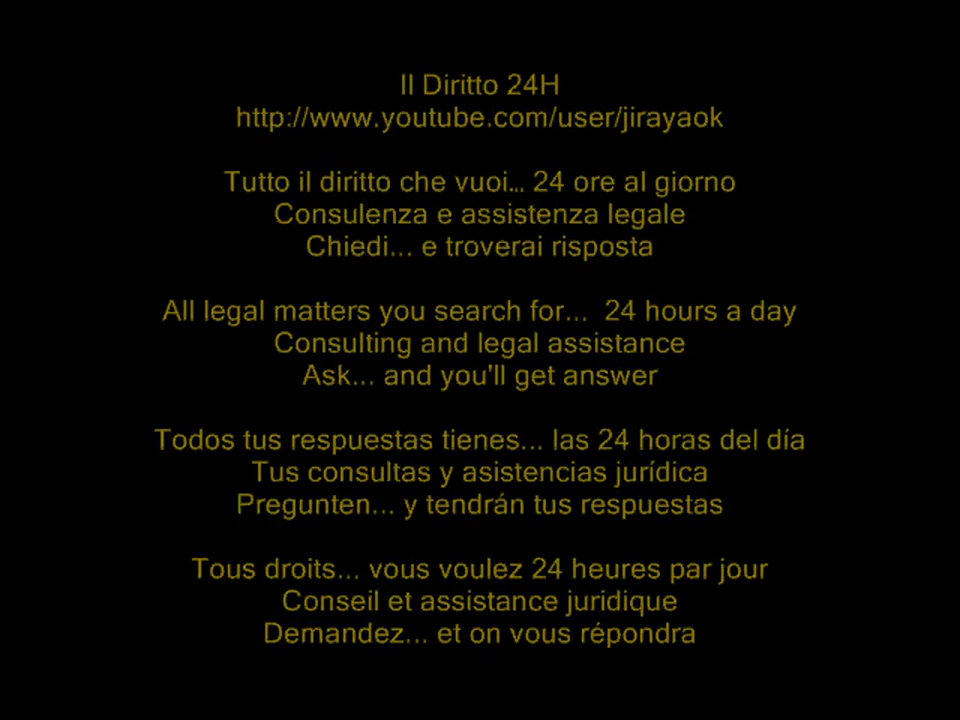 Il Diritto 24H
http://www.youtube.com/user/jirayaok
Tutto il diritto che vuoi… 24 ore al giorno
Consulenza e assistenza legale
Chiedi... e troverai risposta
All legal matters you search for...  24 hours a day
Consulting and legal assistance
Ask... and you'll get answer
Todos tus respuestas tienes... las 24 horas del día
Tus consultas y asistencias jurídica
Pregunten... y tendrán tus respuestas
Tous droits... vous voulez 24 heures par jour
Conseil et assistance juridique
Demandez... et on vous répondra